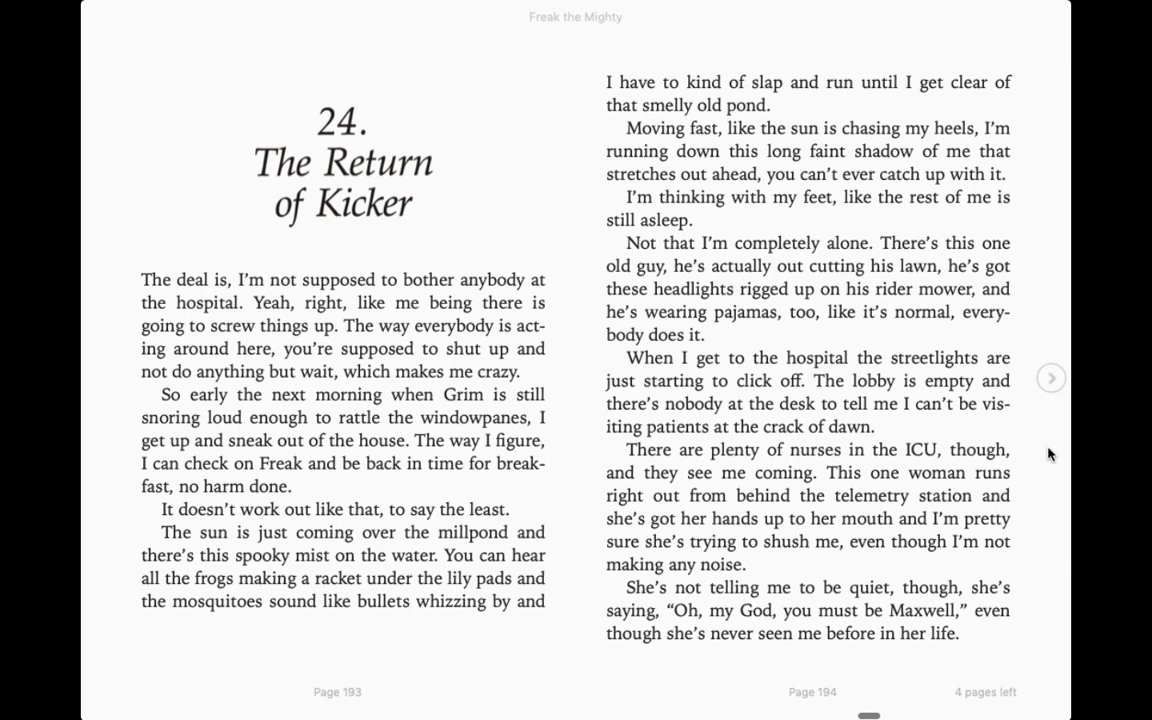 Freak the Mighty
24.
The Return
of Kicker
The deal is, I'm not supposed to bother anybody at
the hospital. Yeah, right, like me being there is
going to screw things up. The way everybody is act-
ing around here, you're supposed to shut up and
not do anything but wait, which makes me crazy.
So early the next morning when Grim is still
snoring loud enough to rattle the windowpanes, I
get up and sneak out of the house. The way I figure,
I can check on Freak and be back in time for break-
fast, no harm done.
It doesn't work out like that, to say the least.
The sun is just coming over the millpond and
there's this spooky mist on the water. You can hear
all the frogs making a racket under the lily pads and
the mosquitoes sound like bullets whizzing by and
I have to kind of slap and run until I get clear of
that smelly old pond.
Moving fast, like the sun is chasing my heels, I'm
running down this long faint shadow of me that
stretches out ahead, you can't ever catch up with it.
I'm thinking with my feet, like the rest of me is
still asleep.
Not that I'm completely alone. There's this one
old guy, he's actually out cutting his lawn, he's got
these headlights rigged up on his rider mower, and
he's wearing pajamas, too, like it's normal, every-
body does it.
When I get to the hospital the streetlights are
just starting to click off. The lobby is empty and
there's nobody at the desk to tell me I can't be vis-
iting patients at the crack of dawn.
There are plenty of nurses in the ICU, though,
and they see me coming. This one woman runs
right out from behind the telemetry station and
she's got her hands up to her mouth and I'm pretty
sure she's trying to shush me, even though I'm not
making any noise.
She's not telling me to be quiet, though, she's
saying, "Oh, my God, you must be Maxwell," even
though she's never seen me before in her life.
Page 193
Page 194
4 pages left